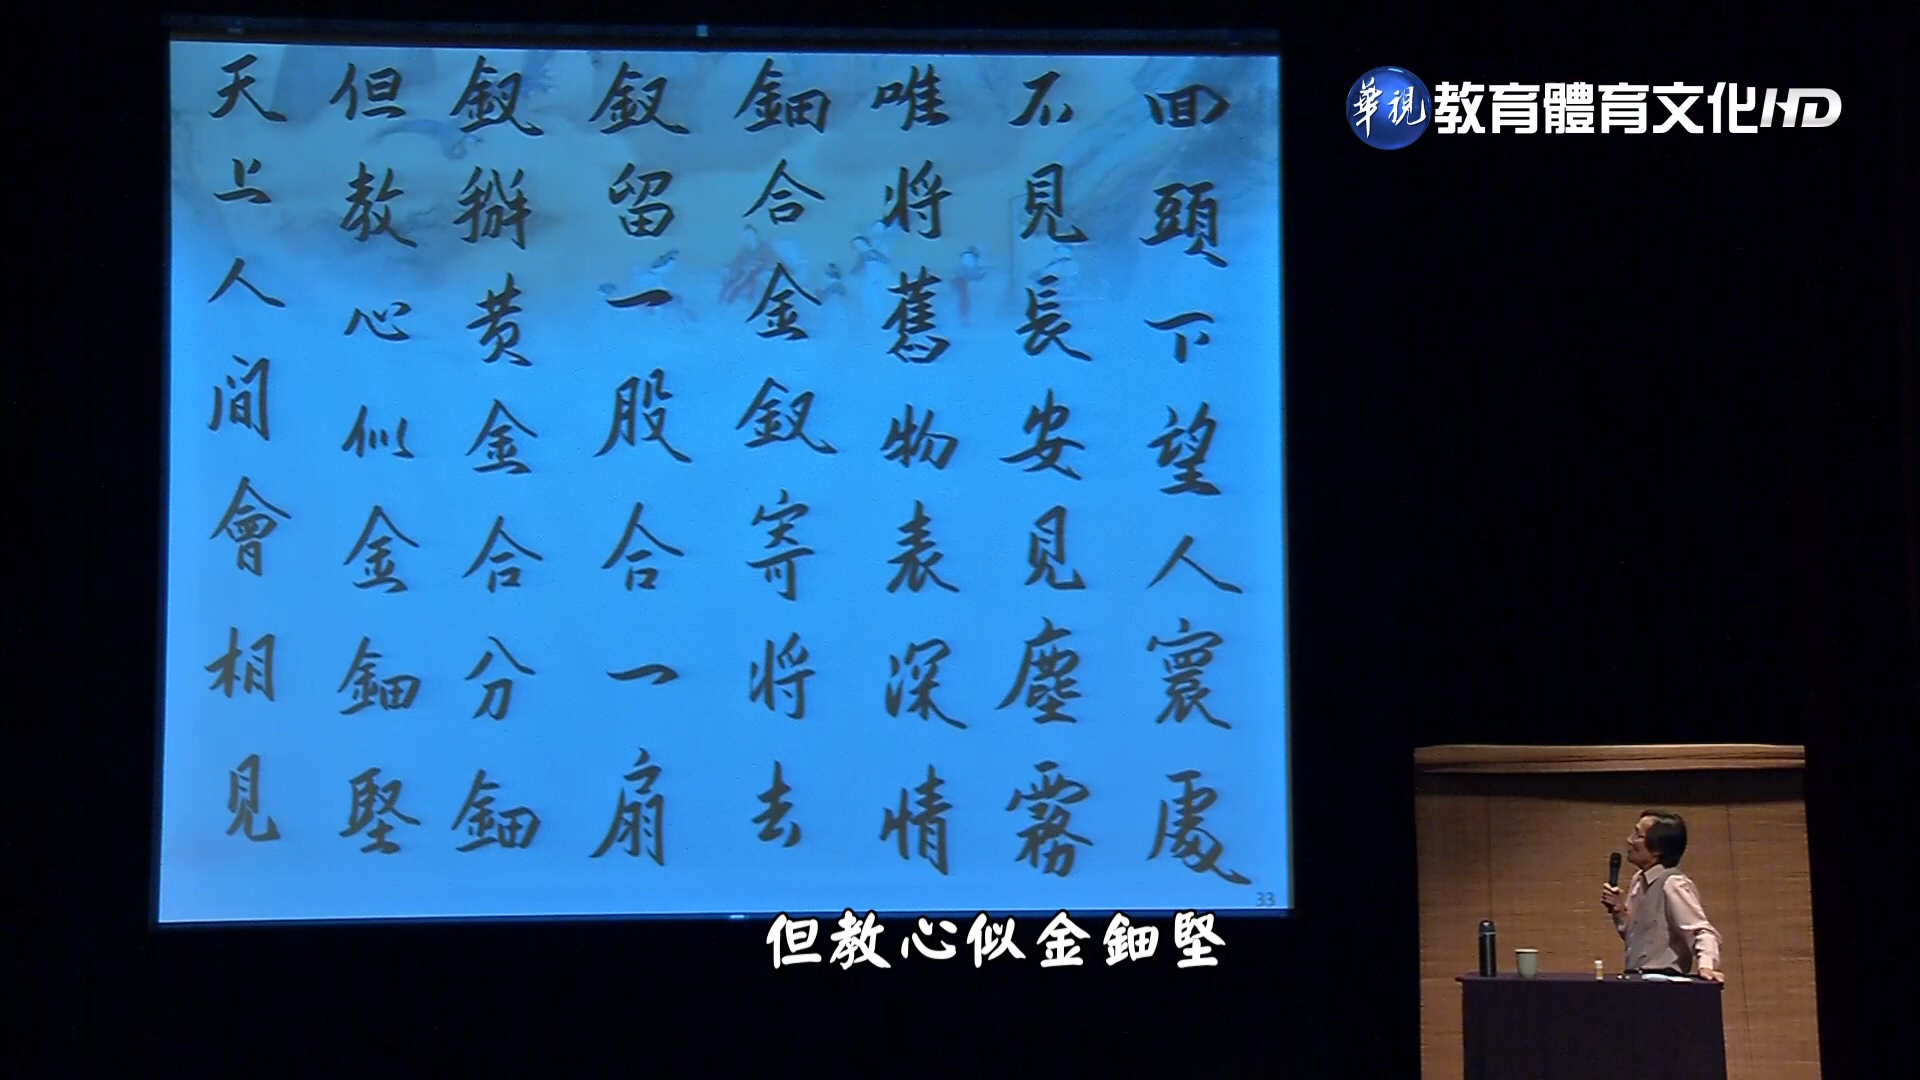 回頭下望人寰處
不見長安見塵霧
唯將舊物表深情
鈿合金釵寄將去
釵留一股合一扇
釵擘黃金合分鈿
但教心似金鈿堅
天上人間會相見
33
華視 教育體育文化HD
但教心似金鈿堅